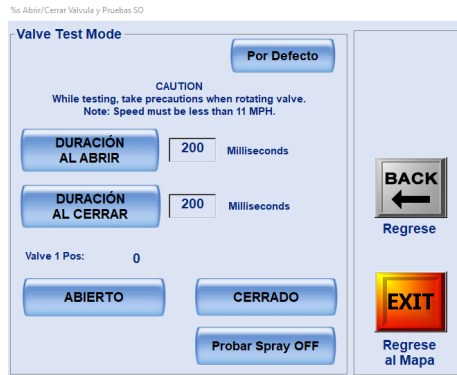 %s Abrir/Cerrar Válvula y Pruebas SO
Valve Test Mode
Por Defecto
CAUTION
While testing, take precautions when rotating valve.
Note: Speed must be less than 11 MPH.
DURACIÓN
AL ABRIR
200 Milliseconds
DURACIÓN
AL CERRAR
200 Milliseconds
BACK
Regrese
Valve 1 Pos: 0
ABIERTO
CERRADO
EXIT
Probar Spray OFF
Regrese
al Mapa